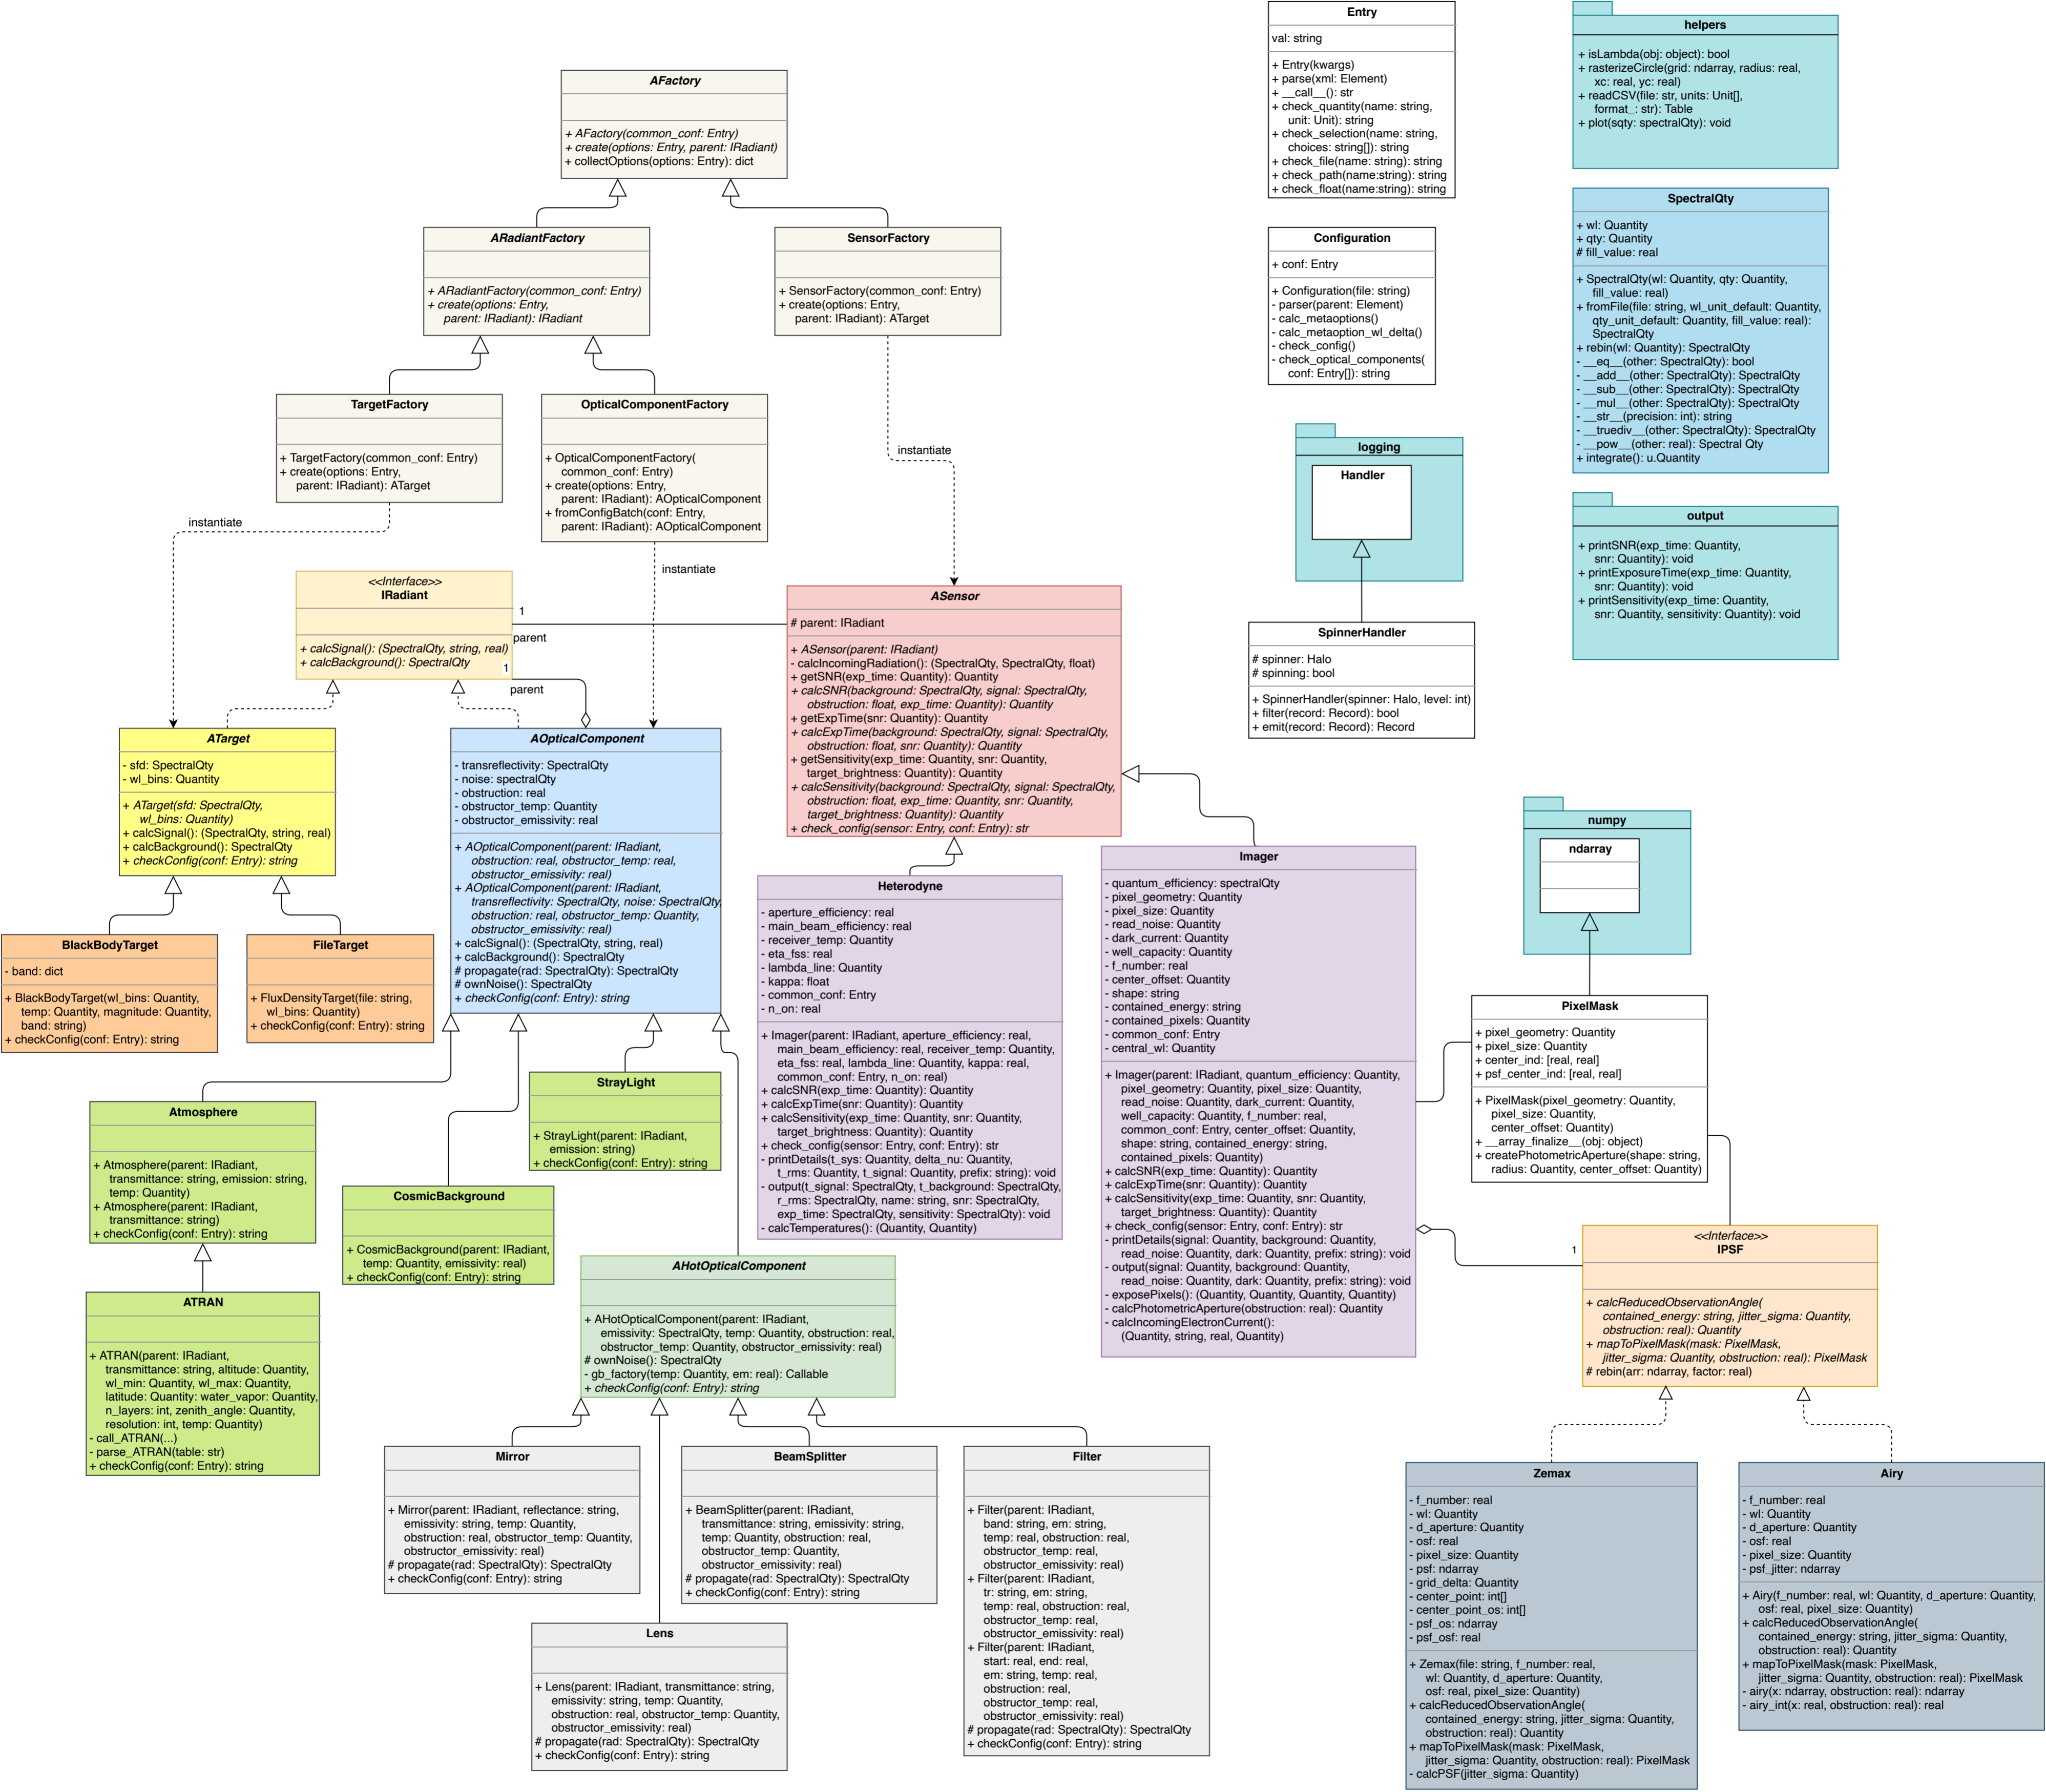 AFactory
+ AFactory(common_conf: Entry)
+ create(options: Entry, parent: IRadiant)
+ collectOptions(options: Entry): dict
ARadiantFactory
+ ARadiantFactory(common_conf: Entry)
+ create(options: Entry,
parent: IRadiant): IRadiant
SensorFactory
+ SensorFactory(common_conf: Entry)
+ create(options: Entry,
parent: IRadiant): ATarget
TargetFactory
+ TargetFactory(common_conf: Entry)
+ create(options: Entry,
parent: IRadiant): ATarget
OpticalComponentFactory
+ OpticalComponentFactory(
common_conf: Entry)
+ create(options: Entry,
parent: IRadiant): AOpticalComponent
+ fromConfigBatch(conf: Entry,
parent: IRadiant): AOpticalComponent
instantiate
instantiate
instantiate
Entry
val: string
+ Entry(kwargs)
+ parse(xml: Element)
+ __call__(): str
+ check_quantity(name: string,
unit: Unit): string
+ check_selection(name: string,
choices: string[]): string
+ check_file(name: string): string
+ check_path(name:string): string
+ check_float(name:string): string
Configuration
+ conf: Entry
+ Configuration(file: string)
- parser(parent: Element)
- calc_metaoptions()
- calc_metaoption_wl_delta()
- check_config()
- check_optical_components(
conf: Entry[]): string
helpers
+ isLambda(obj: object): bool
+ rasterizeCircle(grid: ndarray, radius: real,
xc: real, yc: real)
+ readCSV(file: str, units: Unit[],
format_: str): Table
+ plot(sqty: spectralQty): void
SpectralQty
+ wl: Quantity
+ qty: Quantity
# fill_value: real
+ SpectralQty(wl: Quantity, qty: Quantity,
fill_value: real)
+ fromFile(file: string, wl_unit_default: Quantity,
qty_unit_default: Quantity, fill_value: real):
SpectralQty
+ rebin(wl: Quantity): SpectralQty
- __eq__(other: SpectralQty): bool
- __add__(other: SpectralQty): SpectralQty
- __sub__(other: SpectralQty): SpectralQty
- __mul__(other: SpectralQty): SpectralQty
- __str__(precision: int): string
- __truediv__(other: SpectralQty): SpectralQty
- __pow__(other: real): Spectral Qty
+ integrate(): u.Quantity
logging
Handler
SpinnerHandler
# spinner: Halo
# spinning: bool
+ SpinnerHandler(spinner: Halo, level: int)
+ filter(record: Record): bool
+ emit(record: Record): Record
output
+ printSNR(exp_time: Quantity,
snr: Quantity): void
+ printExposureTime(exp_time: Quantity,
snr: Quantity): void
+ printSensitivity(exp_time: Quantity,
snr: Quantity, sensitivity: Quantity): void
<<Interface>>
IRadiant
+ calcSignal(): (SpectralQty, string, real)
+ calcBackground(): SpectralQty
1
parent
1
parent
ASensor
# parent: IRadiant
+ ASensor(parent: IRadiant)
- calcIncomingRadiation(): (SpectralQty, SpectralQty, float)
+ getSNR(exp_time: Quantity): Quantity
+ calcSNR(background: SpectralQty, signal: SpectralQty,
obstruction: float, exp_time: Quantity): Quantity
+ getExpTime(snr: Quantity): Quantity
+ calcExpTime(background: SpectralQty, signal: SpectralQty,
obstruction: float, snr: Quantity): Quantity
+ getSensitivity(exp_time: Quantity, snr: Quantity,
target_brightness: Quantity): Quantity
+ calcSensitivity(background: SpectralQty, signal: SpectralQty,
obstruction: float, exp_time: Quantity, snr: Quantity,
target_brightness: Quantity): Quantity
+ check_config(sensor: Entry, conf: Entry): str
ATarget
- sfd: SpectralQty
- wl_bins: Quantity
+ ATarget(sfd: SpectralQty,
wl_bins: Quantity)
+ calcSignal(): (SpectralQty, string, real)
+ calcBackground(): SpectralQty
+ checkConfig(conf: Entry): string
AOpticalComponent
- transreflectivity: SpectralQty
- noise: spectralQty
- obstruction: real
- obstructor_temp: Quantity
- obstructor_emissivity: real
+ AOpticalComponent(parent: IRadiant,
obstruction: real, obstructor_temp: real,
obstructor_emissivity: real)
+ AOpticalComponent(parent: IRadiant,
transreflectivity: SpectralQty, noise: SpectralQty,
obstruction: real, obstructor_temp: Quantity,
obstructor_emissivity: real)
+ calcSignal(): (SpectralQty, string, real)
+ calcBackground(): SpectralQty
# propagate(rad: SpectralQty): SpectralQty
# ownNoise(): SpectralQty
+ checkConfig(conf: Entry): string
BlackBodyTarget
- band: dict
+ BlackBodyTarget(wl_bins: Quantity,
temp: Quantity, magnitude: Quantity,
band: string)
+ checkConfig(conf: Entry): string
FileTarget
+ FluxDensityTarget(file: string,
wl_bins: Quantity)
+ checkConfig(conf: Entry): string
Heterodyne
- aperture_efficiency: real
- main_beam_efficiency: real
- receiver_temp: Quantity
- eta_fss: real
- lambda_line: Quantity
- kappa: float
- common_conf: Entry
- n_on: real
+ Imager(parent: IRadiant, aperture_efficiency: real,
main_beam_efficiency: real, receiver_temp: Quantity,
eta_fss: real, lambda_line: Quantity, kappa: real,
common_conf: Entry, n_on: real)
+ calcSNR(exp_time: Quantity): Quantity
+ calcExpTime(snr: Quantity): Quantity
+ calcSensitivity(exp_time: Quantity, snr: Quantity,
target_brightness: Quantity): Quantity
+ check_config(sensor: Entry, conf: Entry): str
- printDetails(t_sys: Quantity, delta_nu: Quantity,
t_rms: Quantity, t_signal: Quantity, prefix: string): void
- output(t_signal: SpectralQty, t_background: SpectralQty,
r_rms: SpectralQty, name: string, snr: SpectralQty,
exp_time: SpectralQty, sensitivity: SpectralQty): void
- calcTemperatures(): (Quantity, Quantity)
Imager
- quantum_efficiency: spectralQty
- pixel_geometry: Quantity
- pixel_size: Quantity
- read_noise: Quantity
- dark_current: Quantity
- well_capacity: Quantity
- f_number: real
- center_offset: Quantity
- shape: string
- contained_energy: string
- contained_pixels: Quantity
- common_conf: Entry
- central_wl: Quantity
+ Imager(parent: IRadiant, quantum_efficiency: Quantity,
pixel_geometry: Quantity, pixel_size: Quantity,
read_noise: Quantity, dark_current: Quantity,
well_capacity: Quantity, f_number: real,
common_conf: Entry, center_offset: Quantity,
shape: string, contained_energy: string,
contained_pixels: Quantity)
+ calcSNR(exp_time: Quantity): Quantity
+ calcExpTime(snr: Quantity): Quantity
+ calcSensitivity(exp_time: Quantity, snr: Quantity,
target_brightness: Quantity): Quantity
+ check_config(sensor: Entry, conf: Entry): str
- printDetails(signal: Quantity, background: Quantity,
read_noise: Quantity, dark: Quantity, prefix: string): void
- output(signal: Quantity, background: Quantity,
read_noise: Quantity, dark: Quantity, prefix: string): void
- exposePixels(): (Quantity, Quantity, Quantity, Quantity)
- calcPhotometricAperture(obstruction: real): Quantity
- calcIncomingElectronCurrent():
(Quantity, string, real, Quantity)
numpy
ndarray
PixelMask
+ pixel_geometry: Quantity
+ pixel_size: Quantity
+ center_ind: [real, real]
+ psf_center_ind: [real, real]
+ PixelMask(pixel_geometry: Quantity,
pixel_size: Quantity,
center_offset: Quantity)
+ __array_finalize__(obj: object)
+ createPhotometricAperture(shape: string,
radius: Quantity, center_offset: Quantity)
1
<<Interface>>
IPSF
+ calcReducedObservationAngle(
contained_energy: string, jitter_sigma: Quantity,
obstruction: real): Quantity
+ mapToPixelMask(mask: PixelMask,
jitter_sigma: Quantity, obstruction: real): PixelMask
# rebin(arr: ndarray, factor: real)
Atmosphere
+ Atmosphere(parent: IRadiant,
transmittance: string, emission: string,
temp: Quantity)
+ Atmosphere(parent: IRadiant,
transmittance: string)
+ checkConfig(conf: Entry): string
StrayLight
+ StrayLight(parent: IRadiant,
emission: string)
+ checkConfig(conf: Entry): string
CosmicBackground
+ CosmicBackground(parent: IRadiant,
temp: Quantity, emissivity: real)
+ checkConfig(conf: Entry): string
ATRAN
+ ATRAN(parent: IRadiant,
transmittance: string, altitude: Quantity,
wl_min: Quantity, wl_max: Quantity,
latitude: Quantity: water_vapor: Quantity,
n_layers: int, zenith_angle: Quantity,
resolution: int, temp: Quantity)
- call_ATRAN(...)
- parse_ATRAN(table: str)
+ checkConfig(conf: Entry): string
AHotOpticalComponent
+ AHotOpticalComponent(parent: IRadiant,
emissivity: SpectralQty, temp: Quantity, obstruction: real,
obstructor_temp: Quantity, obstructor_emissivity: real)
# ownNoise(): SpectralQty
- gb_factory(temp: Quantity, em: real): Callable
+ checkConfig(conf: Entry): string
Mirror
+ Mirror(parent: IRadiant, reflectance: string,
emissivity: string, temp: Quantity,
obstruction: real, obstructor_temp: Quantity,
obstructor_emissivity: real)
# propagate(rad: SpectralQty): SpectralQty
+ checkConfig(conf: Entry): string
BeamSplitter
+ BeamSplitter(parent: IRadiant,
transmittance: string, emissivity: string,
temp: Quantity, obstruction: real,
obstructor_temp: Quantity,
obstructor_emissivity: real)
# propagate(rad: SpectralQty): SpectralQty
+ checkConfig(conf: Entry): string
Filter
+ Filter(parent: IRadiant,
band: string, em: string,
temp: real, obstruction: real,
obstructor_temp: real,
obstructor_emissivity: real)
+ Filter(parent: IRadiant,
tr: string, em: string,
temp: real, obstruction: real,
obstructor_temp: real,
obstructor_emissivity: real)
+ Filter(parent: IRadiant,
start: real, end: real,
em: string, temp: real,
obstruction: real,
obstructor_temp: real,
obstructor_emissivity: real)
# propagate(rad: SpectralQty): SpectralQty
+ checkConfig(conf: Entry): string
Lens
+ Lens(parent: IRadiant, transmittance: string,
emissivity: string, temp: Quantity,
obstruction: real, obstructor_temp: Quantity,
obstructor_emissivity: real)
# propagate(rad: SpectralQty): SpectralQty
+ checkConfig(conf: Entry): string
Zemax
- f_number: real
- wl: Quantity
- d_aperture: Quantity
- osf: real
- pixel_size: Quantity
- psf: ndarray
- grid_delta: Quantity
- center_point: int[]
- center_point_os: int[]
- psf_os: ndarray
- psf_osf: real
+ Zemax(file: string, f_number: real,
wl: Quantity, d_aperture: Quantity,
osf: real, pixel_size: Quantity)
+ calcReducedObservationAngle(
contained_energy: string, jitter_sigma: Quantity,
obstruction: real): Quantity
+ mapToPixelMask(mask: PixelMask,
jitter_sigma: Quantity, obstruction: real): PixelMask
- calcPSF(jitter_sigma: Quantity)
Airy
- f_number: real
- wl: Quantity
- d_aperture: Quantity
- osf: real
- pixel_size: Quantity
- psf_jitter: ndarray
+ Airy(f_number: real, wl: Quantity, d_aperture: Quantity,
osf: real, pixel_size: Quantity)
+ calcReducedObservationAngle(
contained_energy: string, jitter_sigma: Quantity,
obstruction: real): Quantity
+ mapToPixelMask(mask: PixelMask,
jitter_sigma: Quantity, obstruction: real): PixelMask
- airy(x: ndarray, obstruction: real): ndarray
- airy_int(x: real, obstruction: real): real